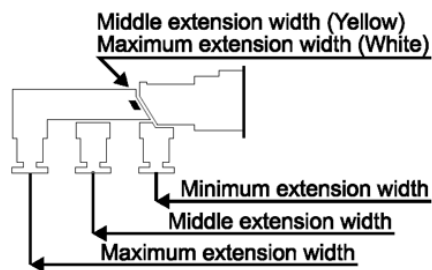 Middle extension width (Yellow)
Maximum extension width (White)
Minimum extension width
Middle extension width
Maximum extension width